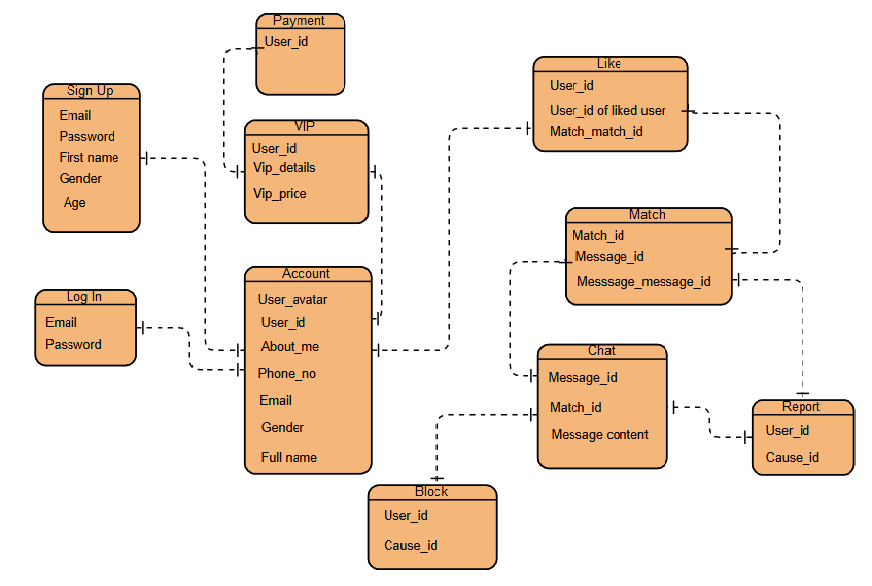 Payment
User_id
Sign Up
Email
Password
First name
Gender
Age
VIP
User_id
Vip_details
Vip_price
Like
User_id
User_id of liked user
Match_match_id
Match
Match_id
Message_id
Messsage_message_id
Account
User_avatar
User_id
About_me
Phone_no
Email
Gender
Full name
Log In
Email
Password
Chat
Message_id
Match_id
Message content
Report
User_id
Cause_id
Block
User_id
Cause_id